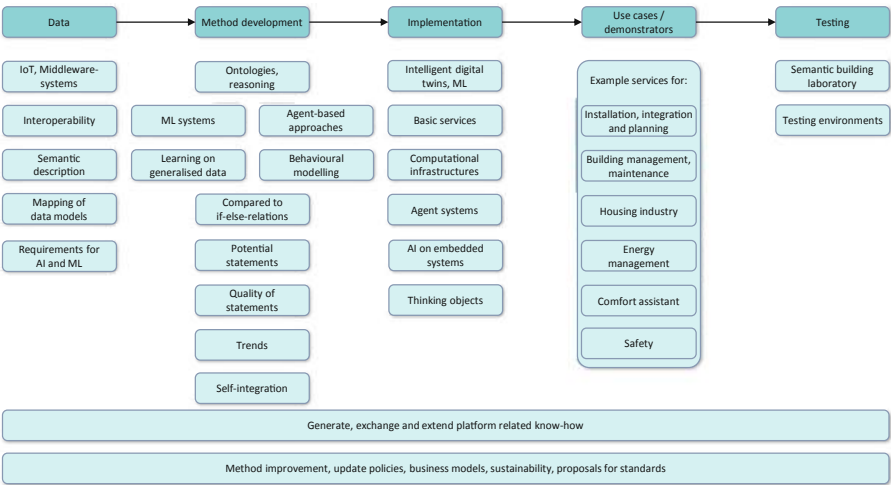 Data
Method development
Implementation
Use cases /
demonstrators
Testing
IoT, Middleware-
systems
Interoperability
Semantic
description
Mapping of
data models
Requirements for
AI and ML
Ontologies,
reasoning
ML systems
Agent-based
approaches
Learning on
generalised data
Behavioural
modelling
Compared to
if-else-relations
Potential
statements
Quality of
statements
Trends
Self-integration
Intelligent digital
twins, ML
Basic services
Computational
infrastructures
Agent systems
AI on embedded
systems
Thinking objects
Example services for:
Installation, integration
and planning
Building management,
maintenance
Housing industry
Energy
management
Comfort assistant
Safety
Semantic building
laboratory
Testing environments
Generate, exchange and extend platform related know-how
Method improvement, update policies, business models, sustainability, proposals for standards